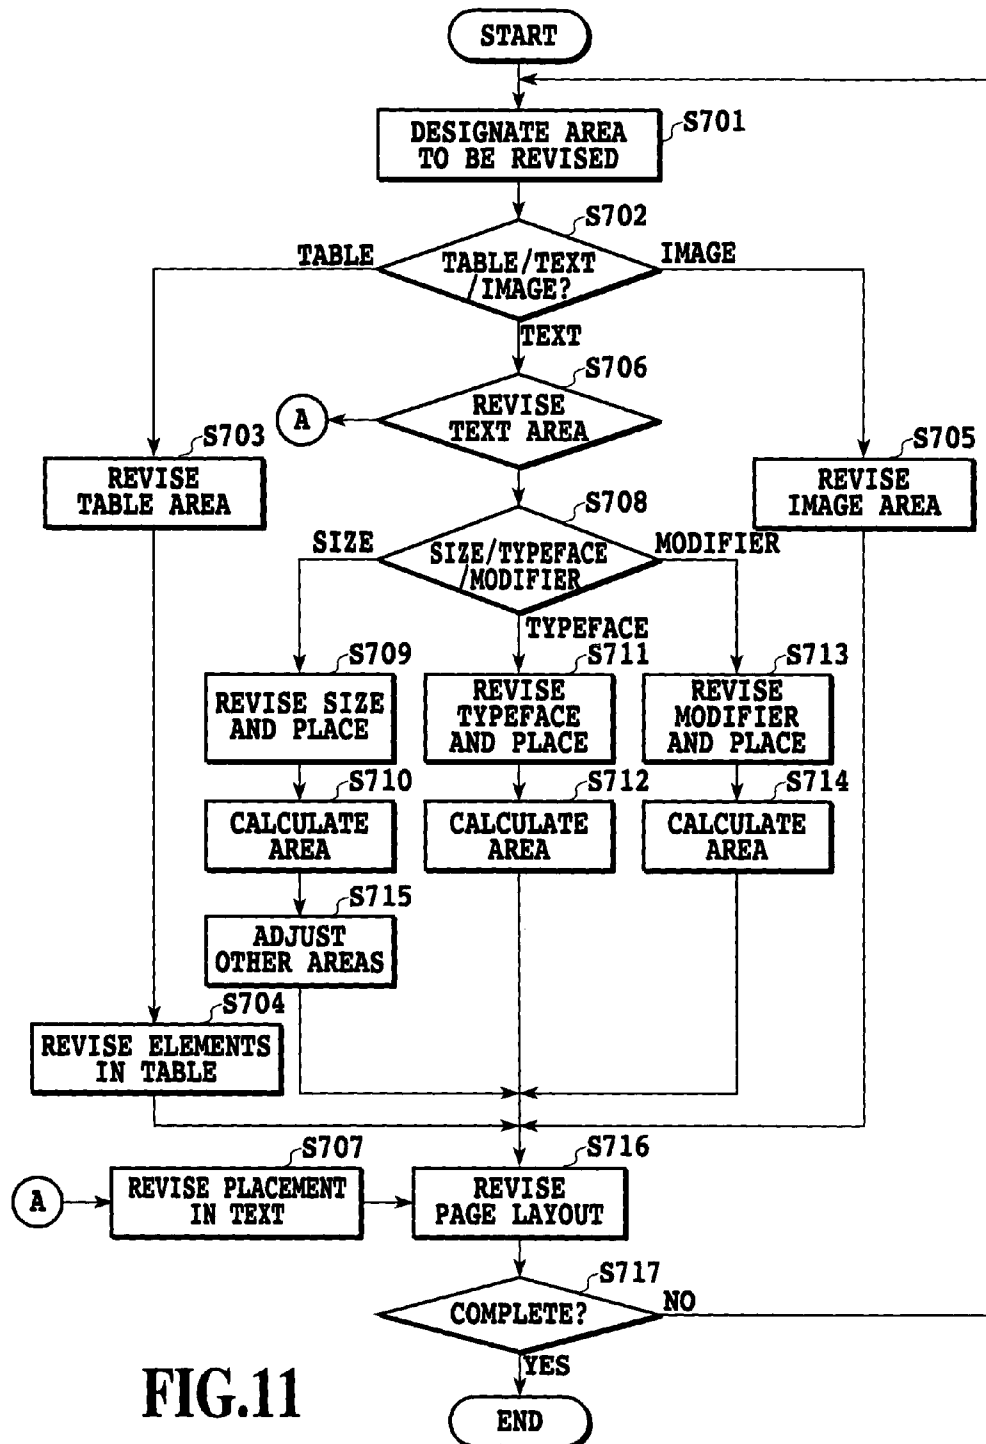 START
S701
DESIGNATE AREA
TO BE REVISED
S702
TABLE
TABLE/TEXT
/IMAGE?
IMAGE
TEXT
S706
A
REVISE
TEXT AREA
S703
REVISE
TABLE AREA
S705
REVISE
IMAGE AREA
S708
SIZE
SIZE/TYPEFACE
/MODIFIER
MODIFIER
TYPEFACE
S709
REVISE SIZE
AND PLACE
S711
REVISE
TYPEFACE
AND PLACE
S713
REVISE
MODIFIER
AND PLACE
S710
CALCULATE
AREA
S712
CALCULATE
AREA
S714
CALCULATE
AREA
S715
ADJUST
OTHER AREAS
S704
REVISE ELEMENTS
IN TABLE
S707
A
REVISE PLACEMENT
IN TEXT
S716
REVISE
PAGE LAYOUT
S717
COMPLETE?
NO
YES
END
FIG.11